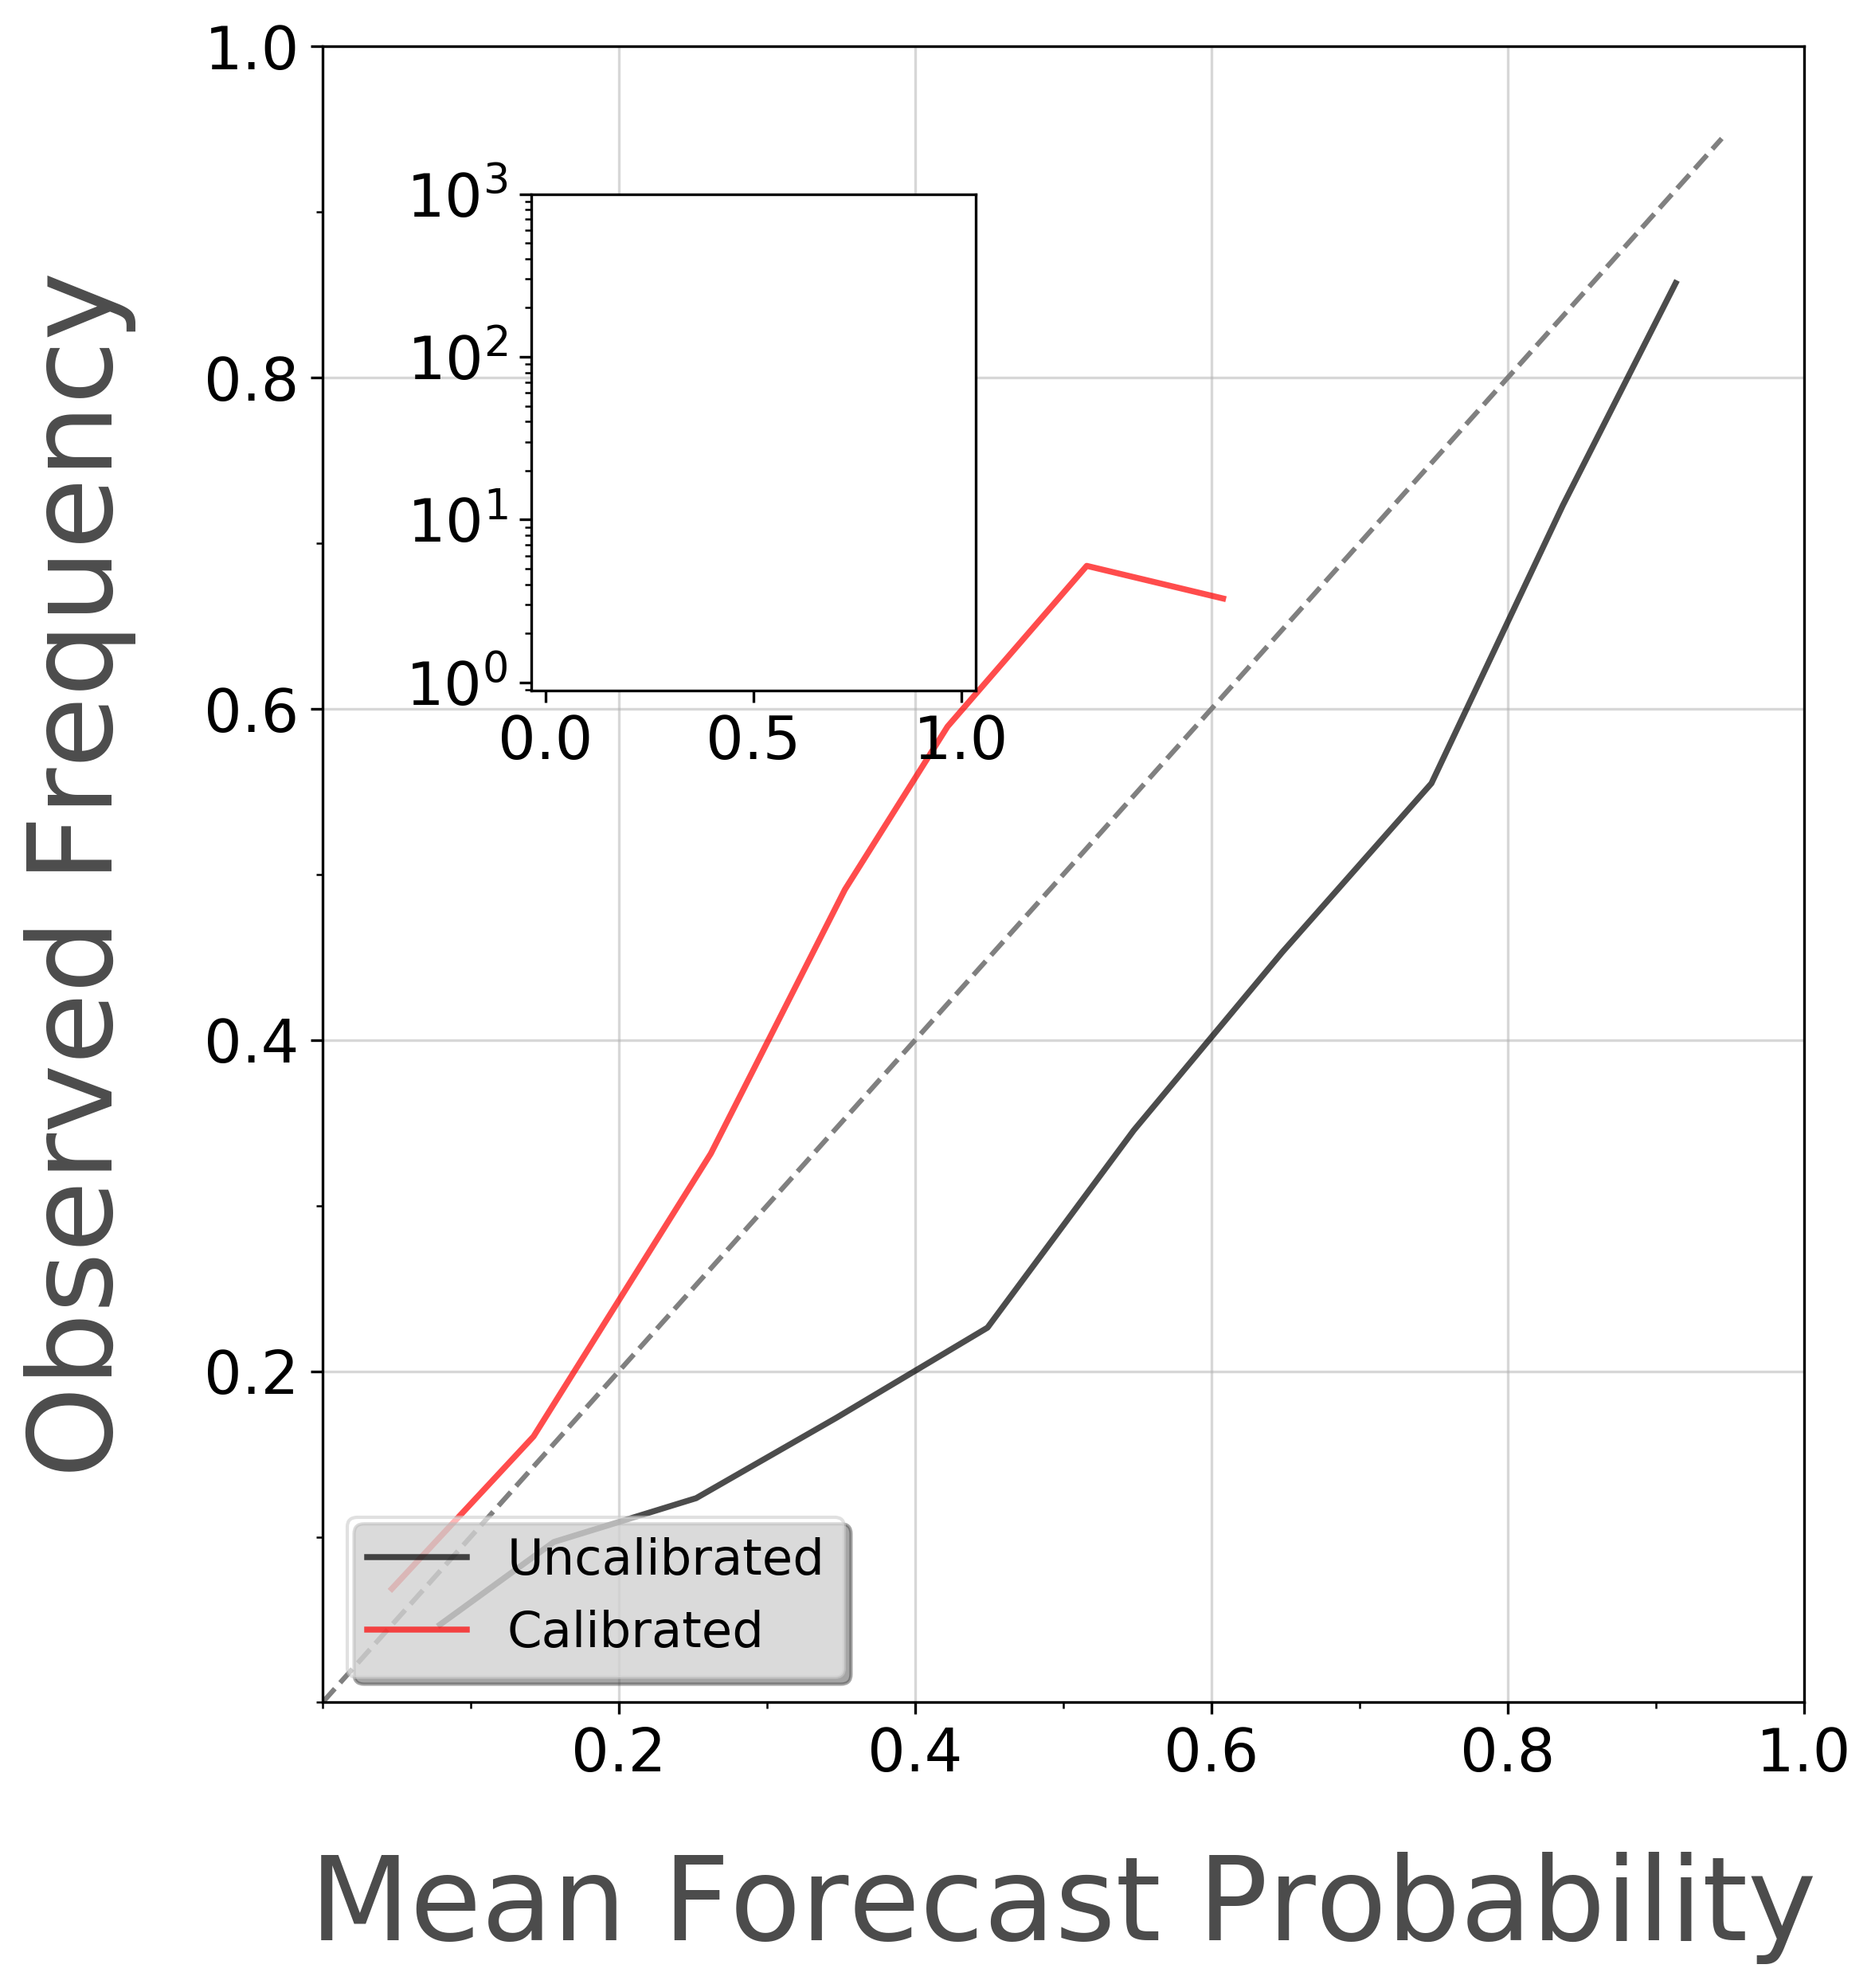 Observed Frequency
1.0
0.8
0.6
0.4
0.2
10³
10²
10¹
10⁰
0.0 0.5 1.0
Uncalibrated
Calibrated
0.2 0.4 0.6 0.8 1.0
Mean Forecast Probability